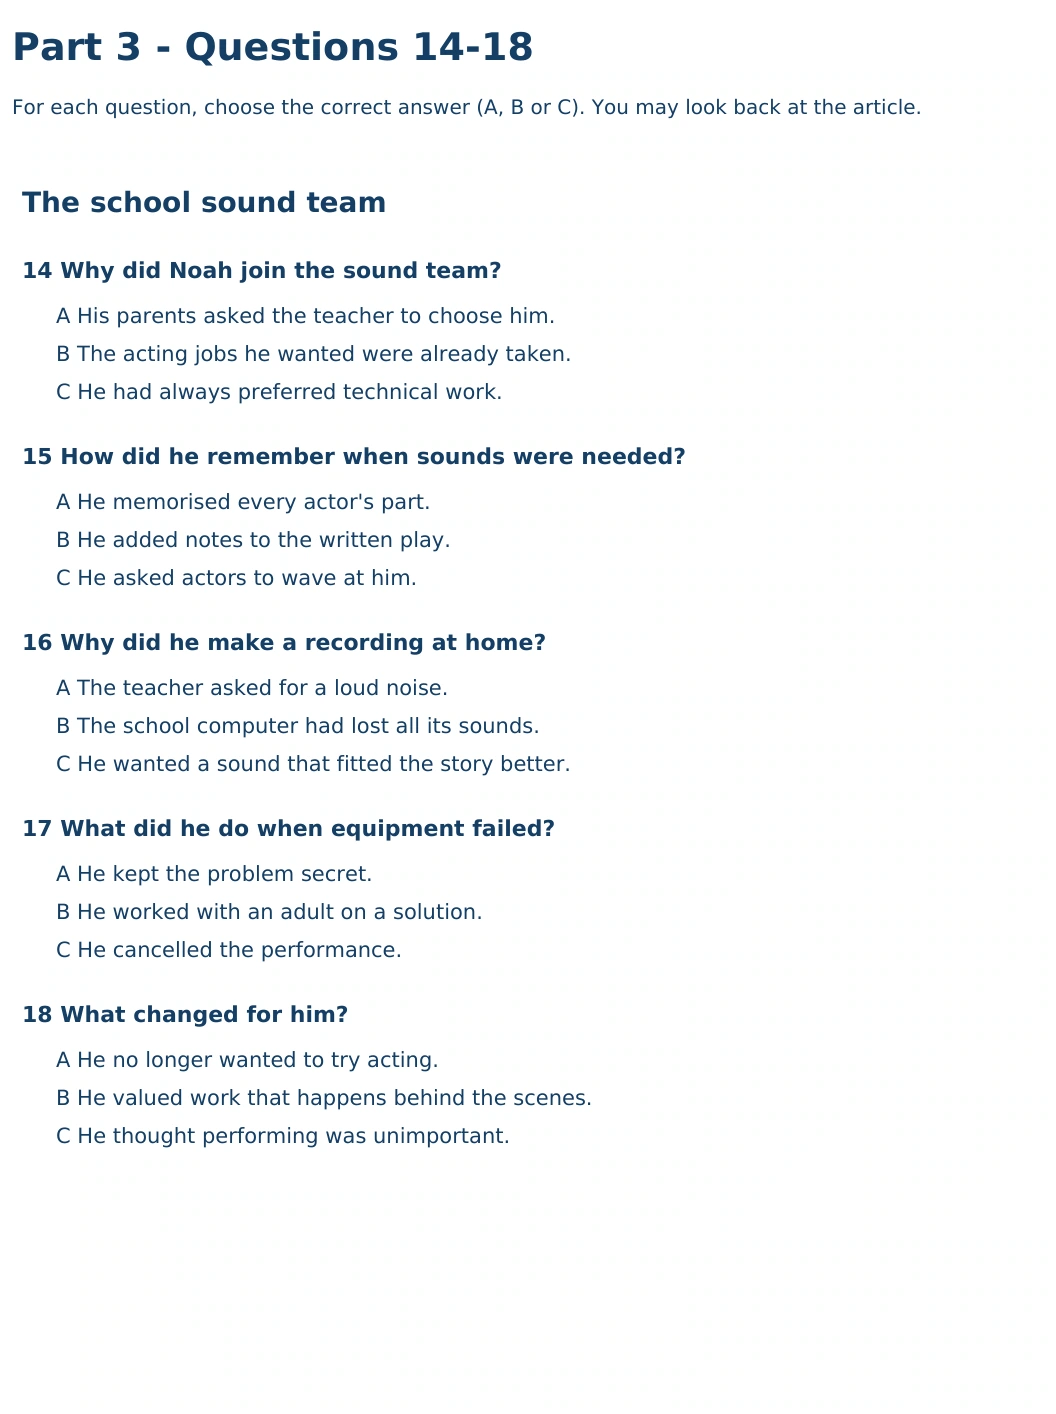 Part 3 - Questions 14-18
For each question, choose the correct answer (A, B or C). You may look back at the article.
The school sound team
14 Why did Noah join the sound team?
A His parents asked the teacher to choose him.
B The acting jobs he wanted were already taken.
C He had always preferred technical work.
15 How did he remember when sounds were needed?
A He memorised every actor's part.
B He added notes to the written play.
C He asked actors to wave at him.
16 Why did he make a recording at home?
A The teacher asked for a loud noise.
B The school computer had lost all its sounds.
C He wanted a sound that fitted the story better.
17 What did he do when equipment failed?
A He kept the problem secret.
B He worked with an adult on a solution.
C He cancelled the performance.
18 What changed for him?
A He no longer wanted to try acting.
B He valued work that happens behind the scenes.
C He thought performing was unimportant.